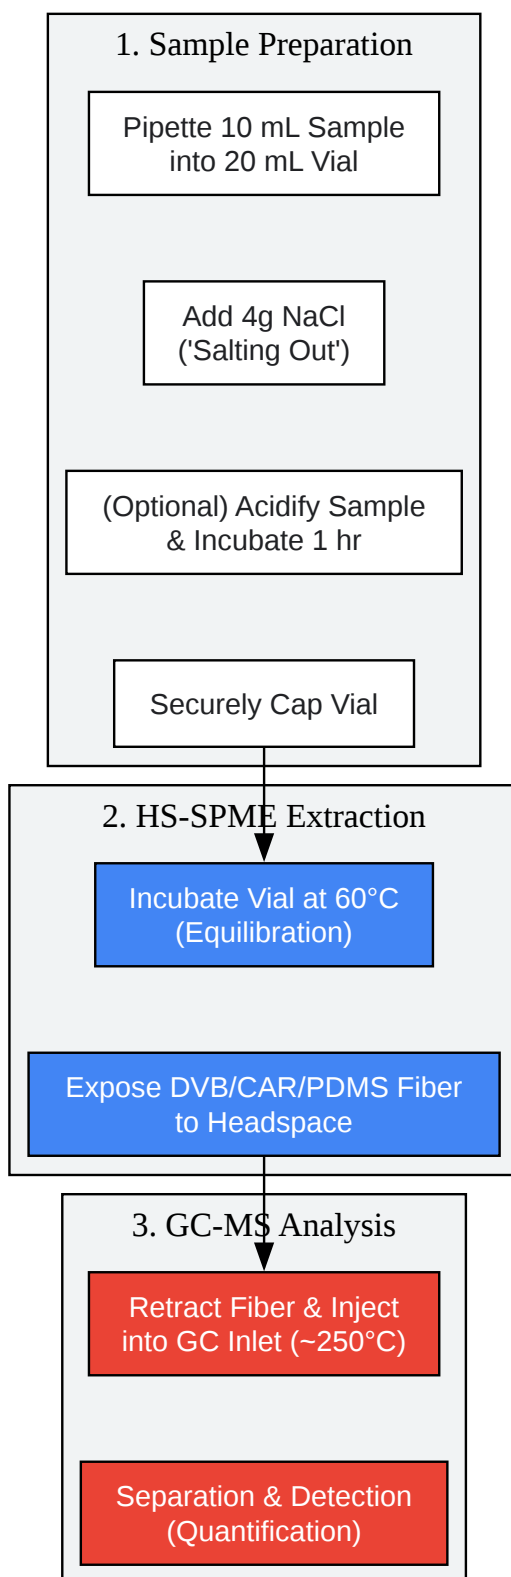 1. Sample Preparation
Pipette 10 mL Sample
into 20 mL Vial
Add 4g NaCl
('Salting Out')
(Optional) Acidify Sample
& Incubate 1 hr
Securely Cap Vial
2. HS-SPME Extraction
Incubate Vial at 60°C
(Equilibration)
Expose DVB/CAR/PDMS Fiber
to Headspace
3. GC-MS Analysis
Retract Fiber & Inject
into GC Inlet (~250°C)
Separation & Detection
(Quantification)